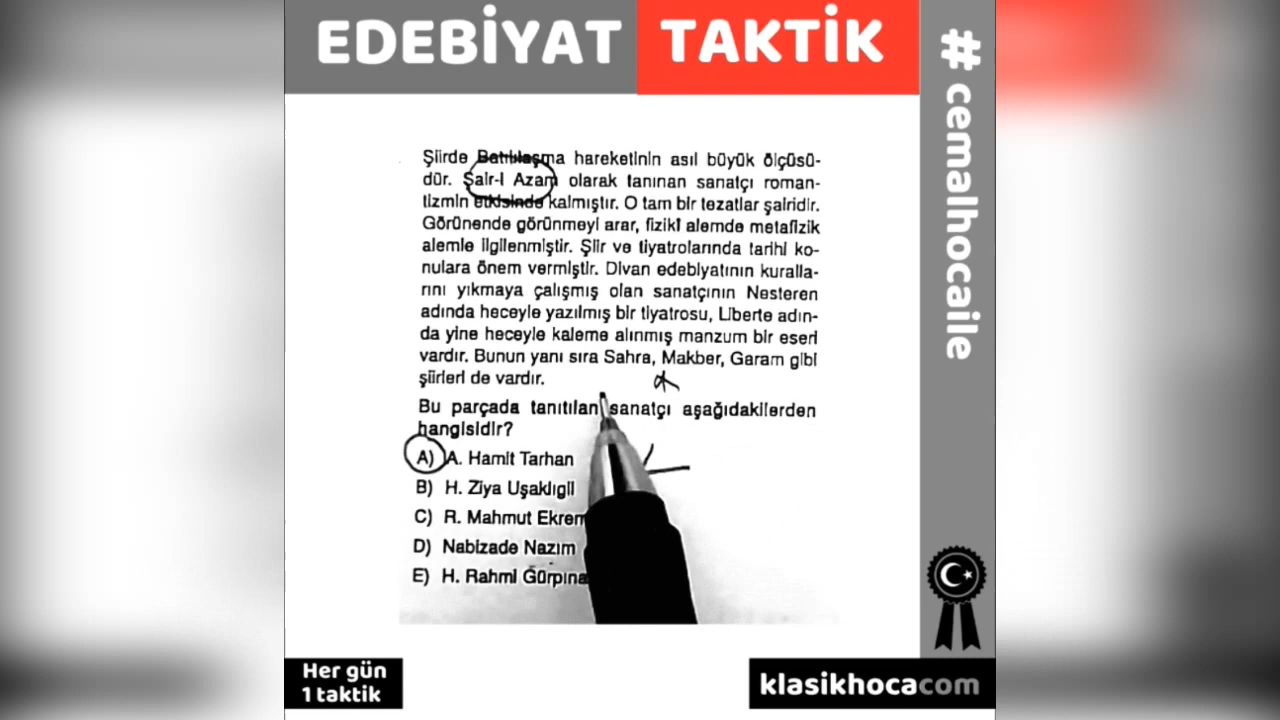 EDEBİYAT TAKTİK
#cemalhocaile
Şiirde Batılılaşma hareketinin asıl büyük ölçüsü-
dür. Şair-i Azam olarak tanınan sanatçı roman-
tizmin etkisinde kalmıştır. O tam bir tezatlar şairidir.
Görünende görünmeyi arar, fiziki alemde metafizik
alemle ilgilenmiştir. Şiir ve tiyatrolarında tarihi ko-
nulara önem vermiştir. Divan edebiyatının kuralla-
rını yıkmaya çalışmış olan sanatçının Nesteren
adında heceyle yazılmış bir tiyatrosu, Liberte adın-
da yine heceyle kaleme alınmış manzum bir eseri
vardır. Bunun yanı sıra Sahra, Makber, Garam gibi
şiirleri de vardır.
Bu parçada tanıtılan sanatçı aşağıdakilerden
hangisidir?
A) A. Hamit Tarhan
B) H. Ziya Uşaklıgil
C) R. Mahmut Ekrem
D) Nabizade Nazım
E) H. Rahmi Gürpına
Her gün
1 taktik
klasikhocacom